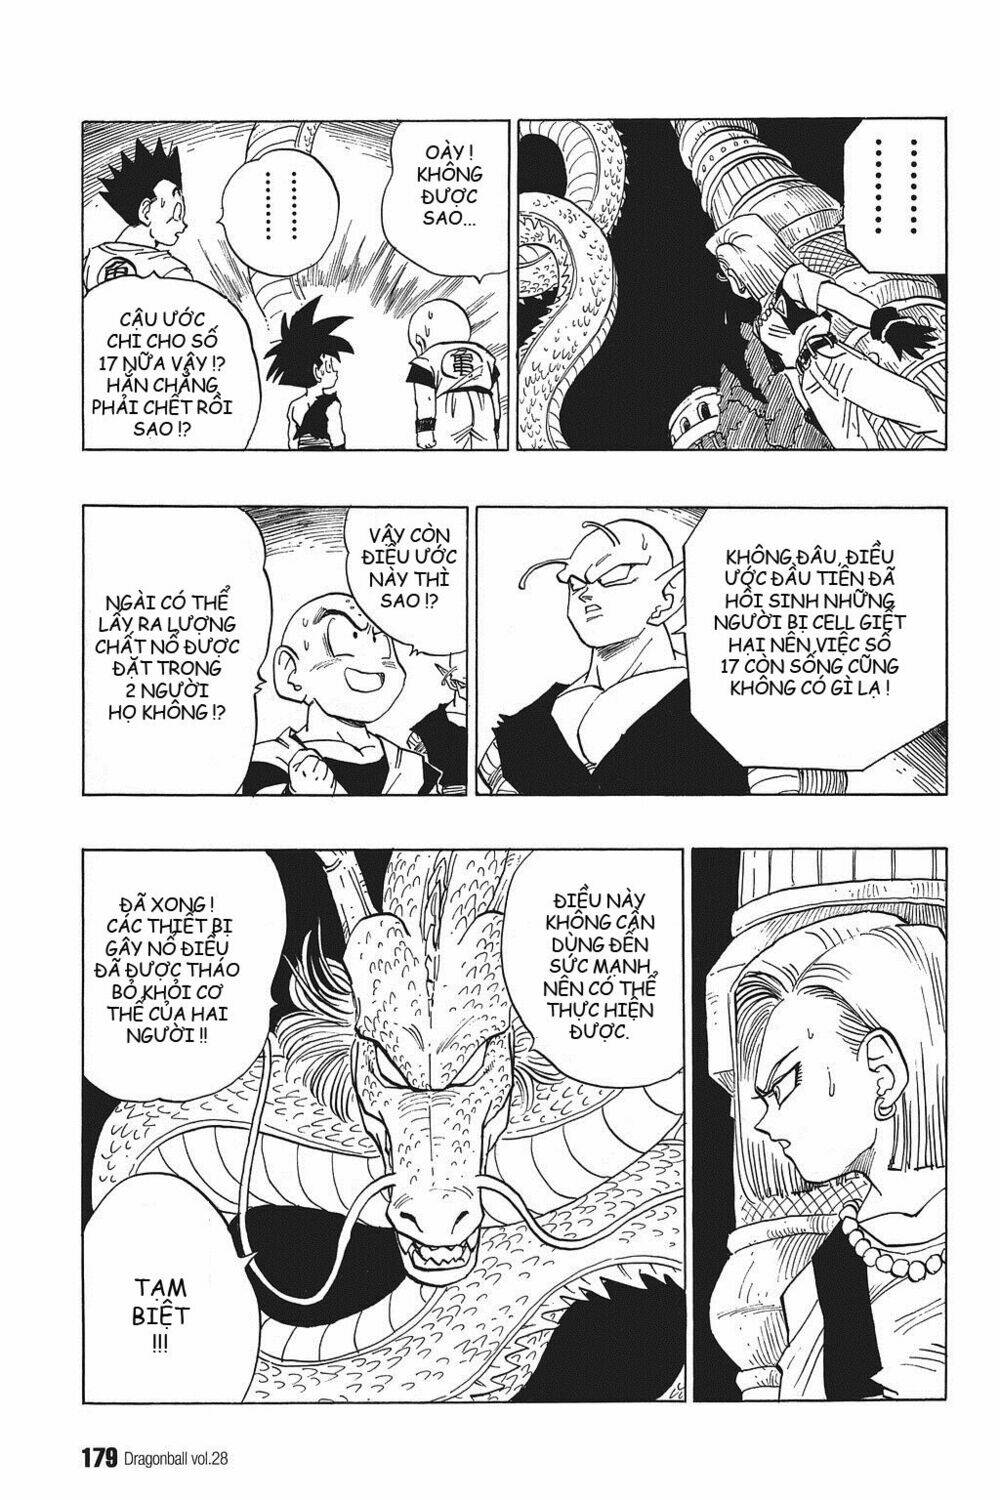 ………
OÀY !
KHÔNG
ĐƯỢC
SAO...
………
CẬU ƯỚC
CHỈ CHO SỐ
17 NỮA VẬY !?
HẮN CHẲNG
PHẢI CHẾT RỒI
SAO !?
亀
亀
KHÔNG ĐÂU, ĐIỀU
ƯỚC ĐẦU TIÊN ĐÃ
HỒI SINH NHỮNG
NGƯỜI BỊ CELL GIẾT
HẠI NÊN VIỆC SỐ
17 CÒN SỐNG CŨNG
KHÔNG CÓ GÌ LẠ !
VẬY CÒN
ĐIỀU ƯỚC
NÀY THÌ
SAO !?
NGÀI CÓ THỂ
LẤY RA LƯỢNG
CHẤT NỔ ĐƯỢC
ĐẶT TRONG
2 NGƯỜI
HỌ KHÔNG !?
ĐIỀU NÀY
KHÔNG CẦN
DÙNG ĐẾN
SỨC MẠNH,
NÊN CÓ THỂ
THỰC HIỆN
ĐƯỢC.
ĐÃ XONG !
CÁC THIẾT BỊ
GÂY NỔ ĐIỀU
ĐÃ ĐƯỢC THÁO
BỎ KHỎI CƠ
THỂ CỦA HAI
NGƯỜI !!
TẠM
BIỆT
!!!
179 Dragonball vol.28